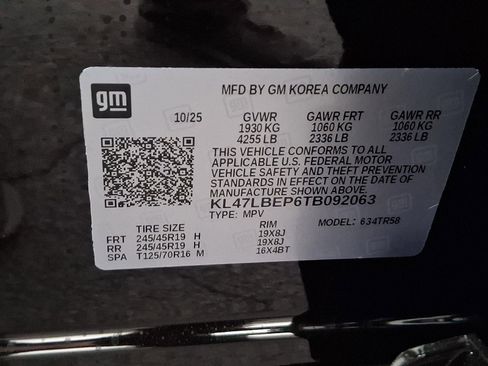 gm
MFD BY GM KOREA COMPANY
10/25 GVWR GAWR FRT GAWR RR
1930 KG 1060 KG 1060 KG
4255 LB 2336 LB 2336 LB
THIS VEHICLE CONFORMS TO ALL
APPLICABLE U.S. FEDERAL MOTOR
VEHICLE SAFETY AND THEFT PREVENTION
STANDARDS IN EFFECT ON THE DATE OF
MANUFACTURE SHOWN ABOVE.
KL47LBEP6TB092063
TYPE: MPV MODEL: 634TR58
TIRE SIZE RIM
FRT 245/45R19 H 19X8J
RR 245/45R19 H 19X8J
SPA T125/70R16 M 16X4BT